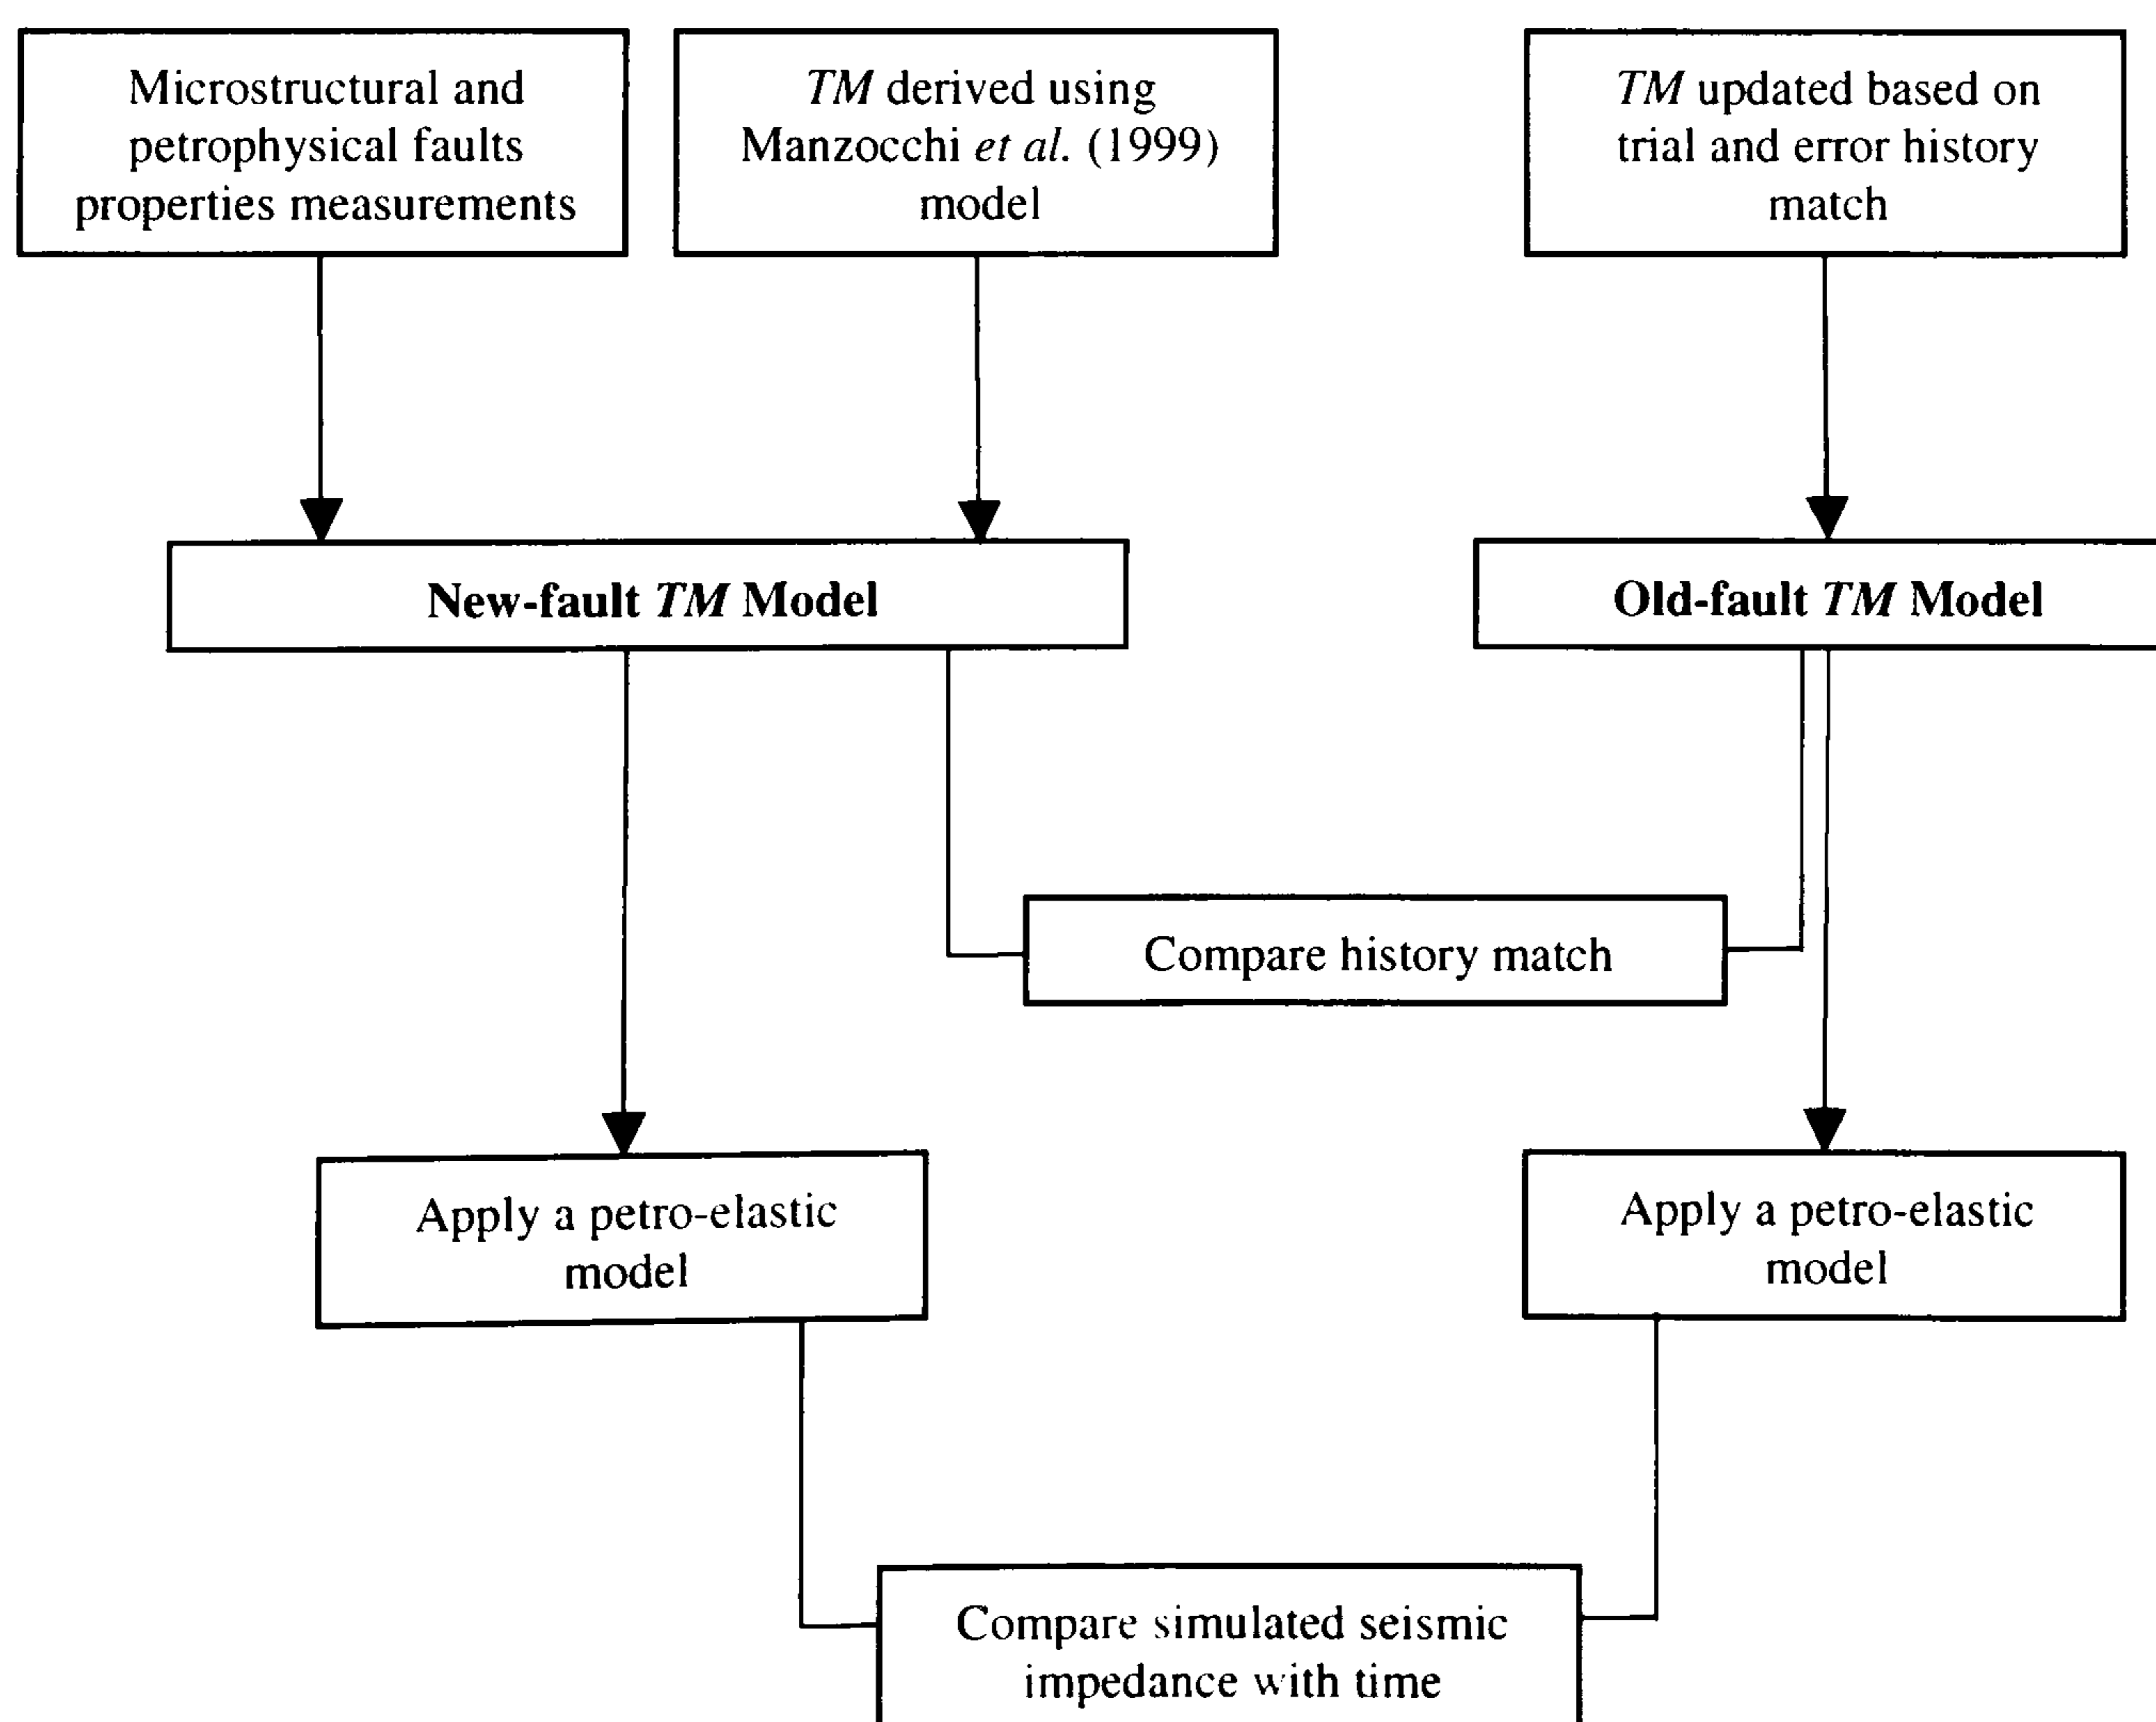 Microstructural and
petrophysical faults
properties measurements
TM derived using
Manzocchi et al. (1999)
model
TM updated based on
trial and error history
match
New-fault TM Model
Old-fault TM Model
Compare history match
Apply a petro-elastic
model
Apply a petro-elastic
model
Compare simulated seismic
impedance with time